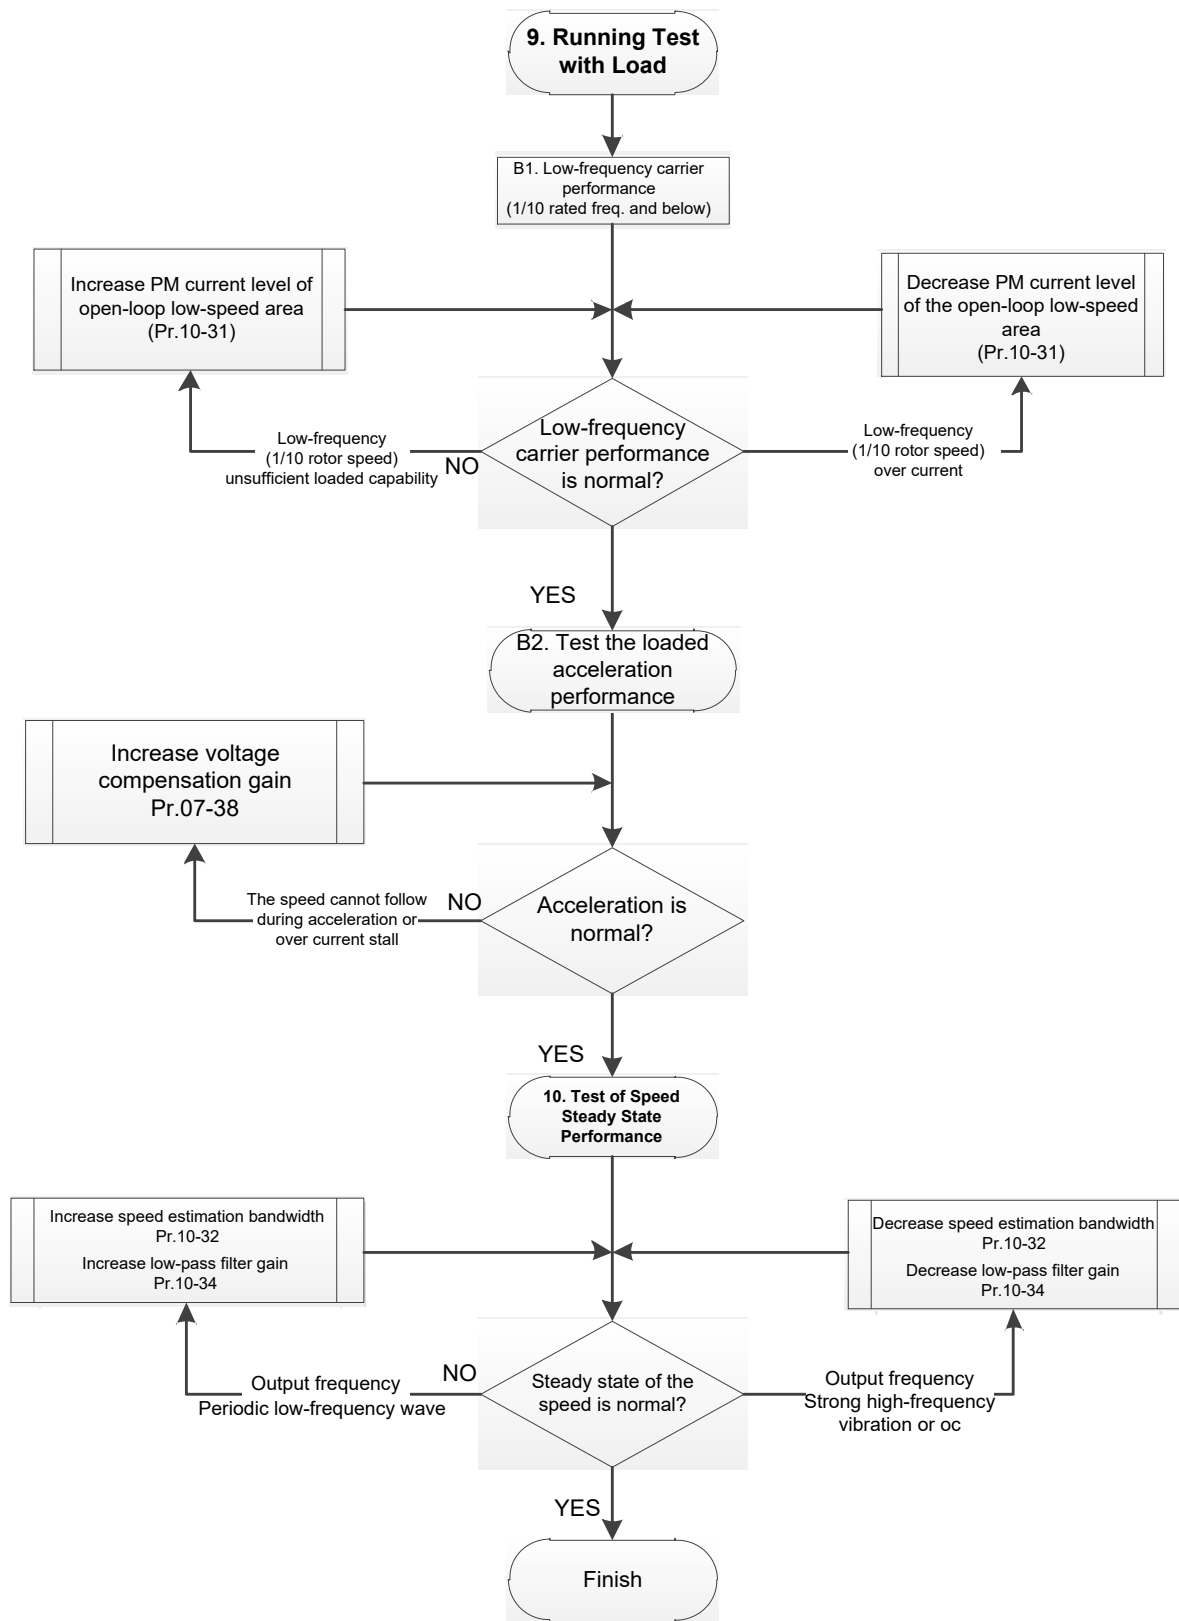 9. Running Test
with Load
B1. Low-frequency carrier
performance
(1/10 rated freq. and below)
Increase PM current level of
open-loop low-speed area
(Pr.10-31)
Decrease PM current level
of the open-loop low-speed
area
(Pr.10-31)
Low-frequency
(1/10 rotor speed)
unsufficient loaded capability
NO
Low-frequency
carrier performance
is normal?
Low-frequency
(1/10 rotor speed)
over current
YES
B2. Test the loaded
acceleration
performance
Increase voltage
compensation gain
Pr.07-38
The speed cannot follow
during acceleration or
over current stall
NO
Acceleration is
normal?
YES
10. Test of Speed
Steady State
Performance
Increase speed estimation bandwidth
Pr.10-32
Increase low-pass filter gain
Pr.10-34
Decrease speed estimation bandwidth
Pr.10-32
Decrease low-pass filter gain
Pr.10-34
Output frequency
Periodic low-frequency wave
NO
Steady state of the
speed is normal?
Output frequency
Strong high-frequency
vibration or oc
YES
Finish